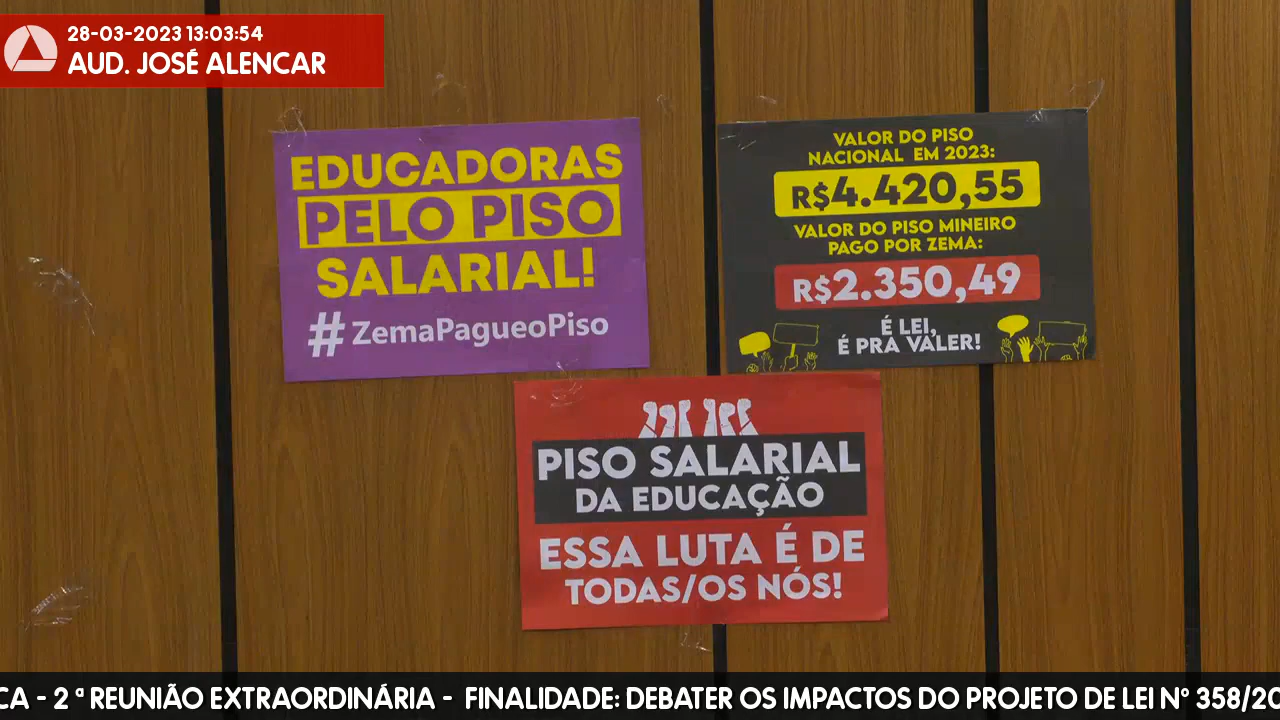 28-03-2023 13:03:54
AUD. JOSÉ ALENCAR
EDUCADORAS
PELO PISO
SALARIAL!
#ZemaPagueoPiso
VALOR DO PISO
NACIONAL EM 2023:
R$4.420,55
VALOR DO PISO MINEIRO
PAGO POR ZEMA:
R$2.350,49
É LEI,
É PRA VALER!
PISO SALARIAL
DA EDUCAÇÃO
ESSA LUTA É DE
TODAS/OS NÓS!
CA - 2ª REUNIÃO EXTRAORDINÁRIA - FINALIDADE: DEBATER OS IMPACTOS DO PROJETO DE LEI Nº 358/20